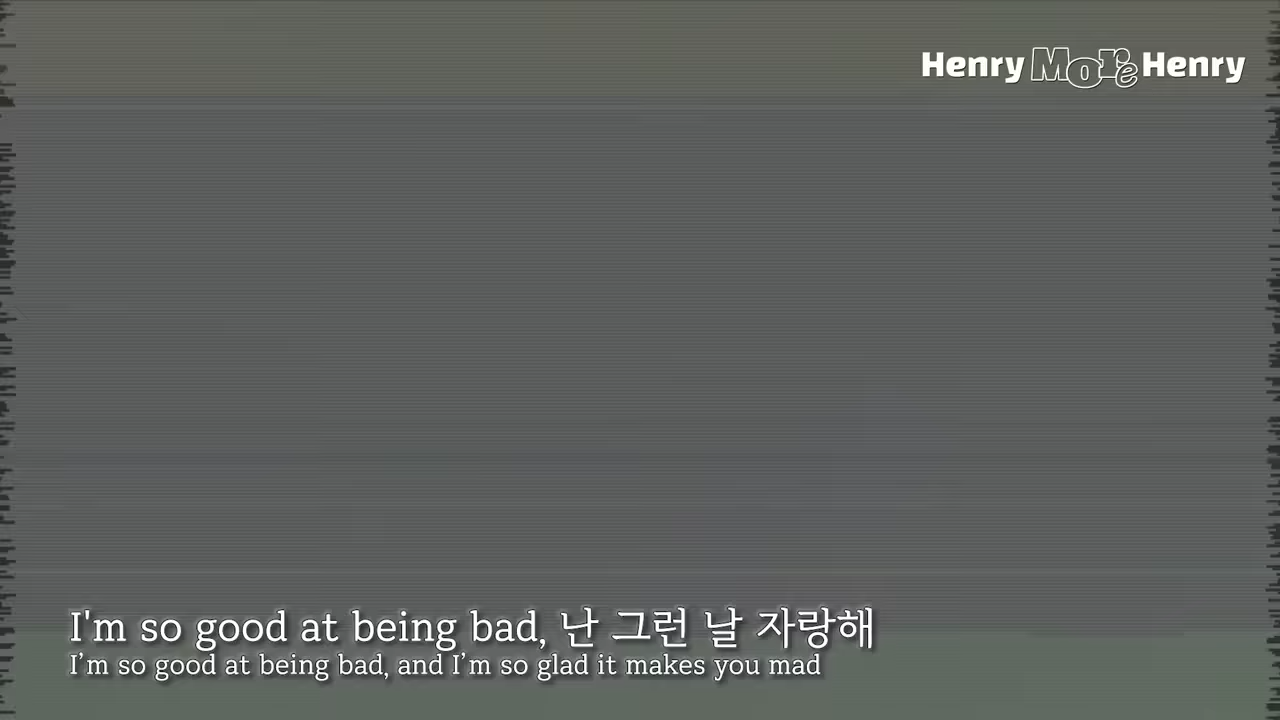 Henry More Henry
I'm so good at being bad, 난 그런 날 자랑해
I’m so good at being bad, and I’m so glad it makes you mad